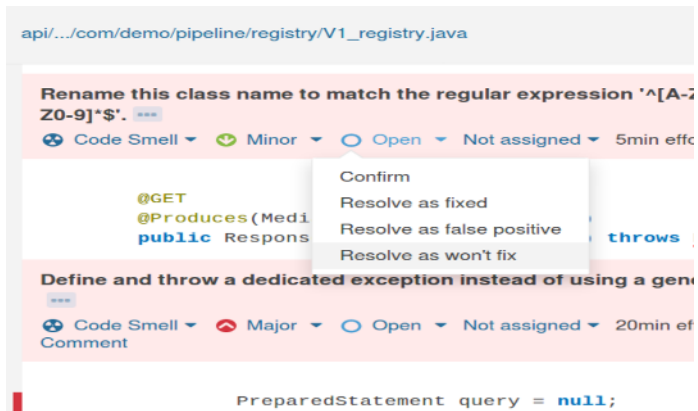 api/.../com/demo/pipeline/registry/V1_registry.java
Rename this class name to match the regular expression '^[A-Z
Z0-9]*$'.
Code Smell Minor Open Not assigned 5min effo
Confirm
Resolve as fixed
Resolve as false positive
Resolve as won't fix
@GET
@Produces(Medi
public Respons throws
Define and throw a dedicated exception instead of using a gene
Code Smell Major Open Not assigned 20min eff
Comment
PreparedStatement query = null;